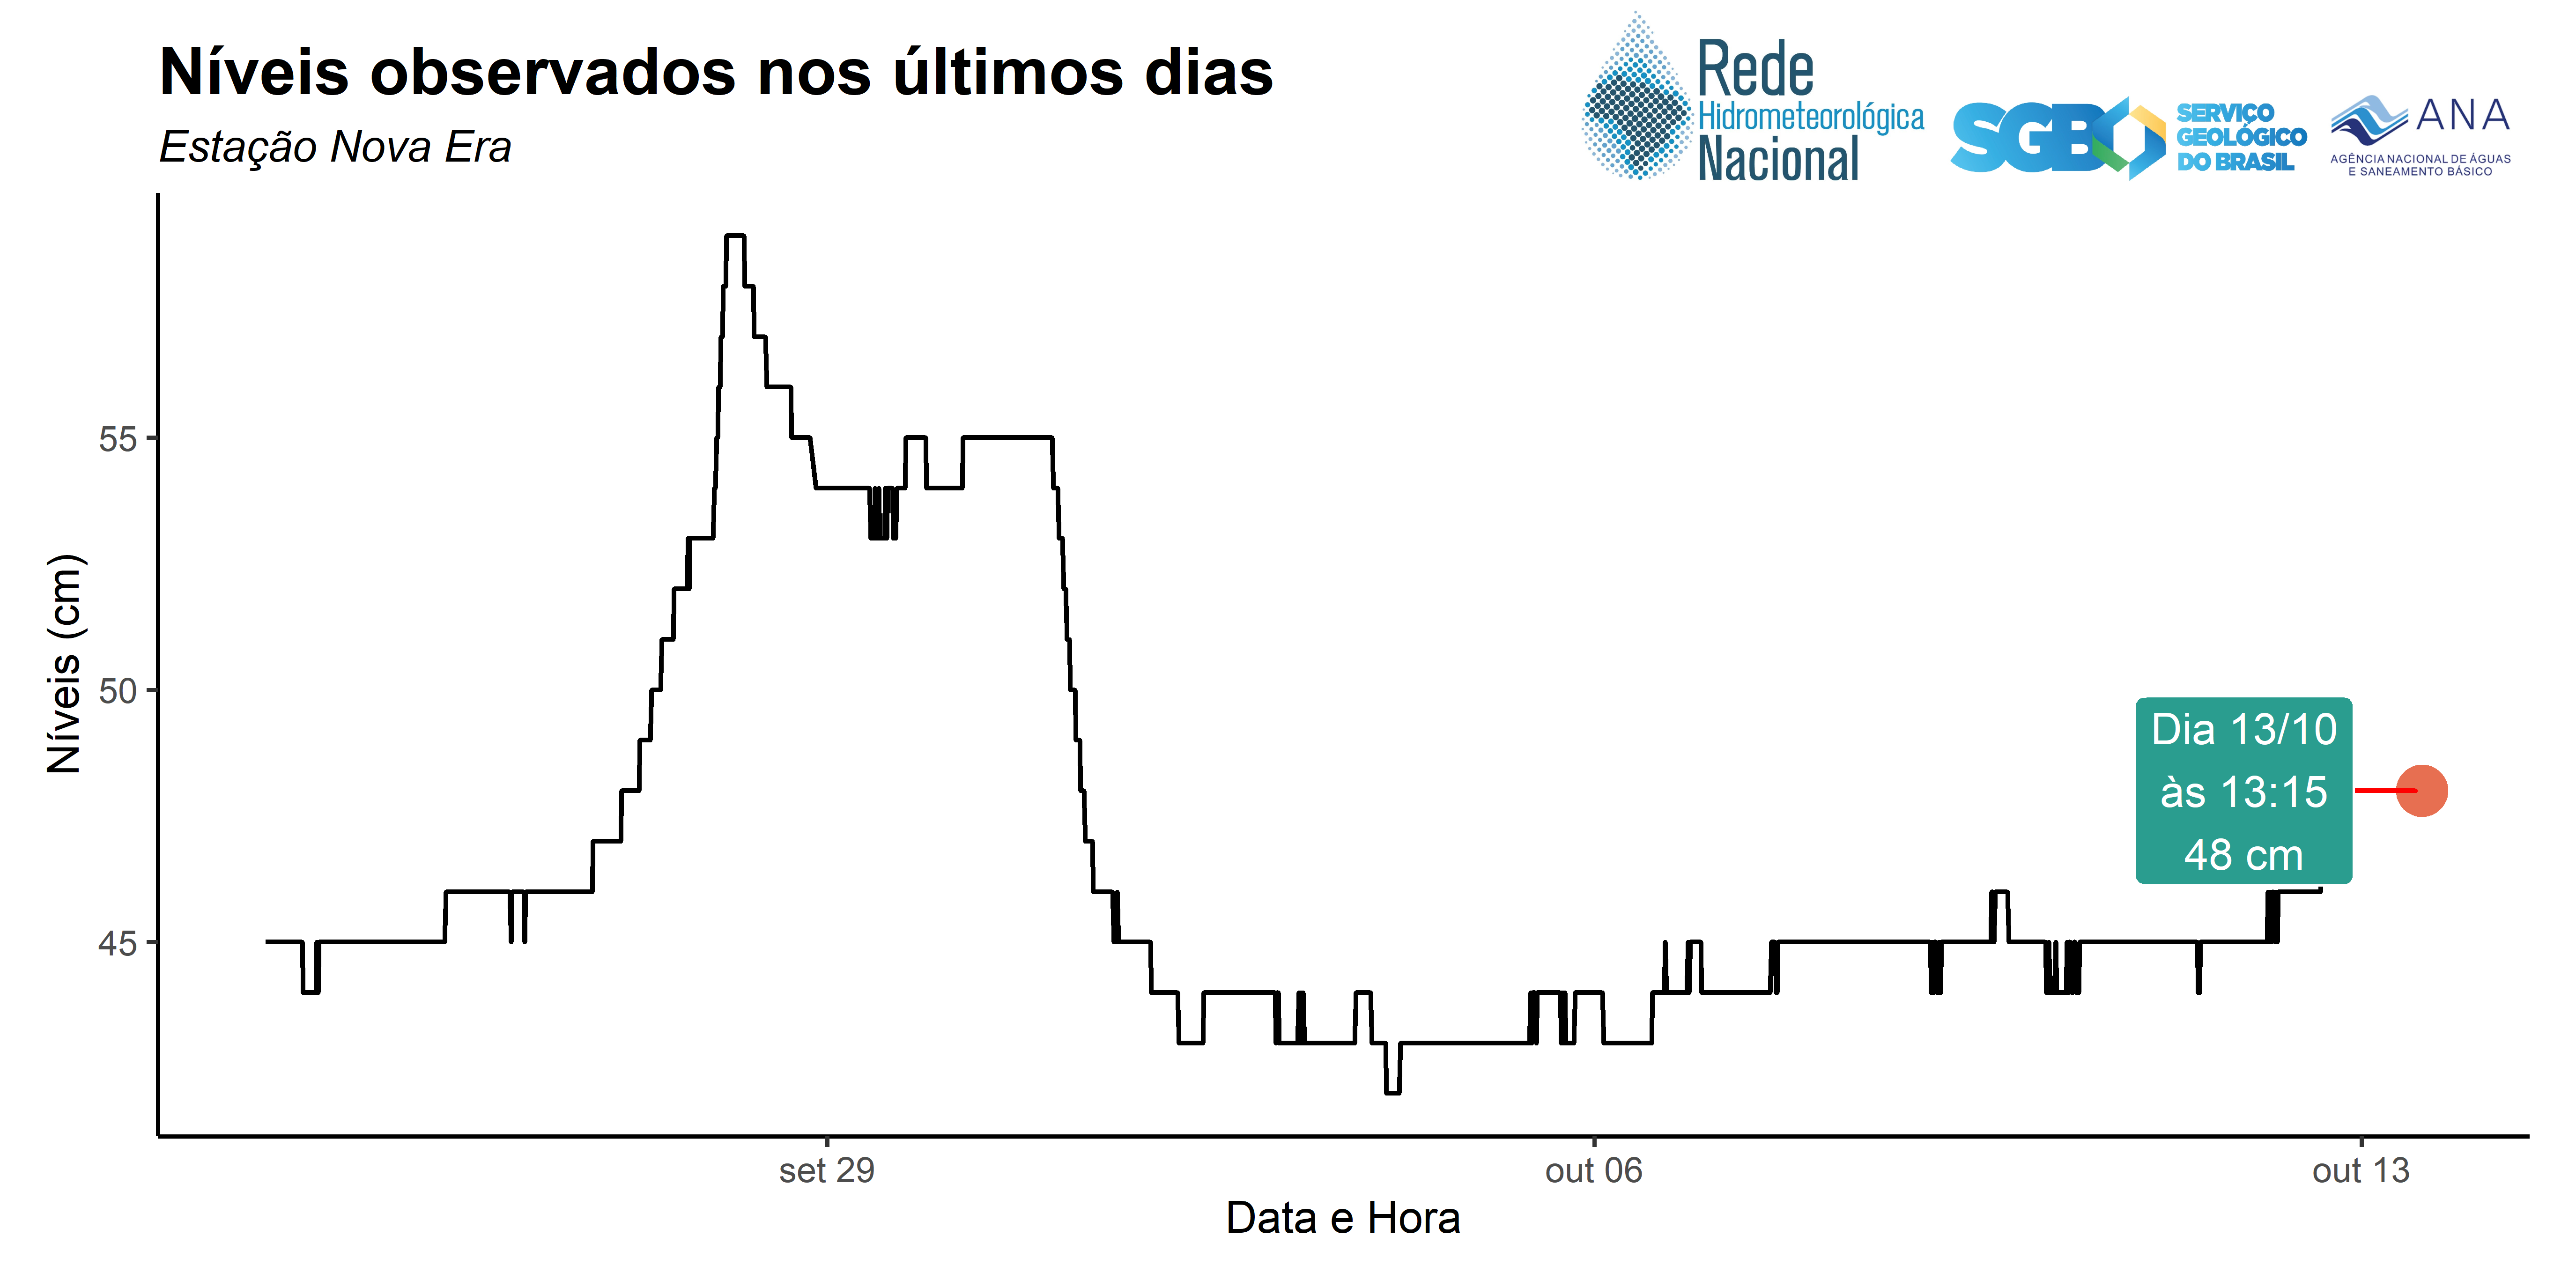 Níveis observados nos últimos dias
Estação Nova Era
Rede
Hidrometeorológica
Nacional
SGB
SERVIÇO
GEOLÓGICO
DO BRASIL
ANA
AGÊNCIA NACIONAL DE ÁGUAS
E SANEAMENTO BÁSICO
Níveis (cm)
55
50
45
Dia 13/10
às 13:15
48 cm
set 29
out 06
out 13
Data e Hora